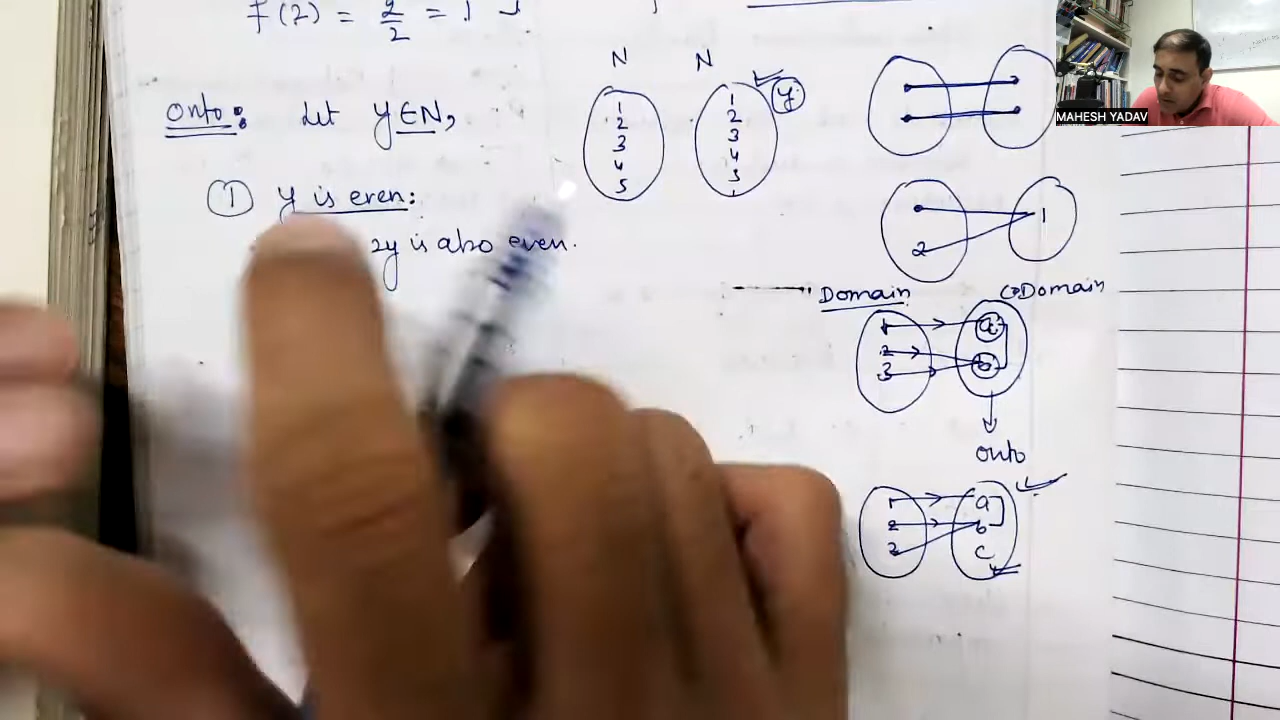 f(2) = 2/2 = 1
N N
Onto: Let y ∈ N,
1 2 3 4 5
1 2 3 4 5
y
① y is even:
2y is also even.
1
2
Domain CoDomain
1 a
2 b
3
onto
1 a
2 b
3 c
MAHESH YADAV